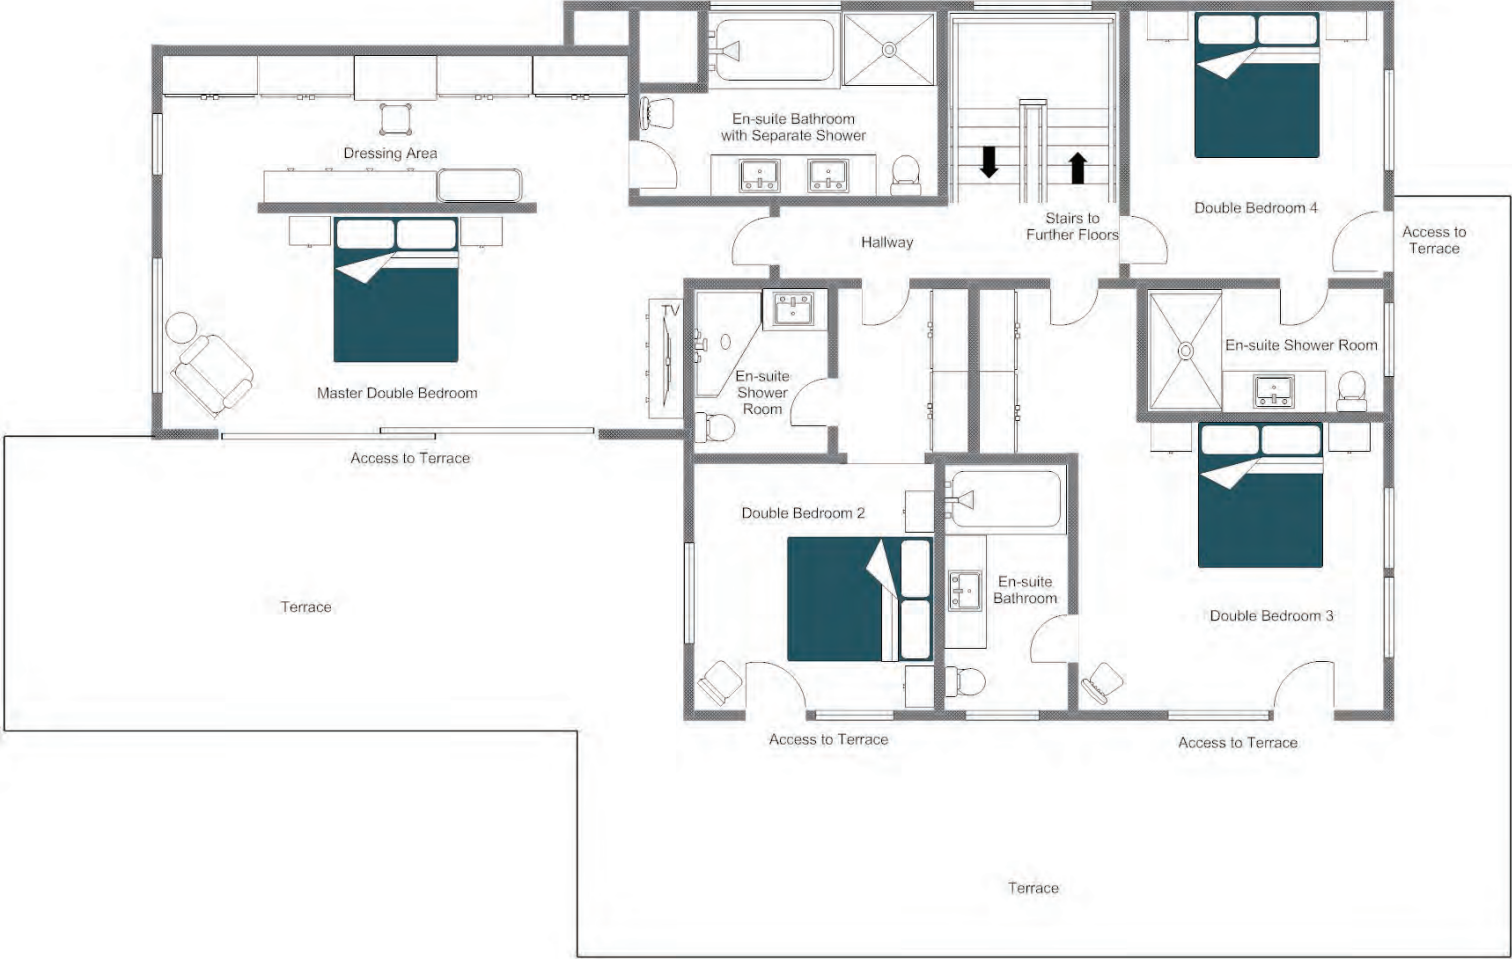 En-suite Bathroom
with Separate Shower
Dressing Area
Stairs to
Further Floors
Double Bedroom 4
Access to
Terrace
Hallway
TV
En-suite Shower Room
En-suite
Shower
Room
Master Double Bedroom
Access to Terrace
Double Bedroom 2
En-suite
Bathroom
Double Bedroom 3
Terrace
Access to Terrace
Access to Terrace
Terrace